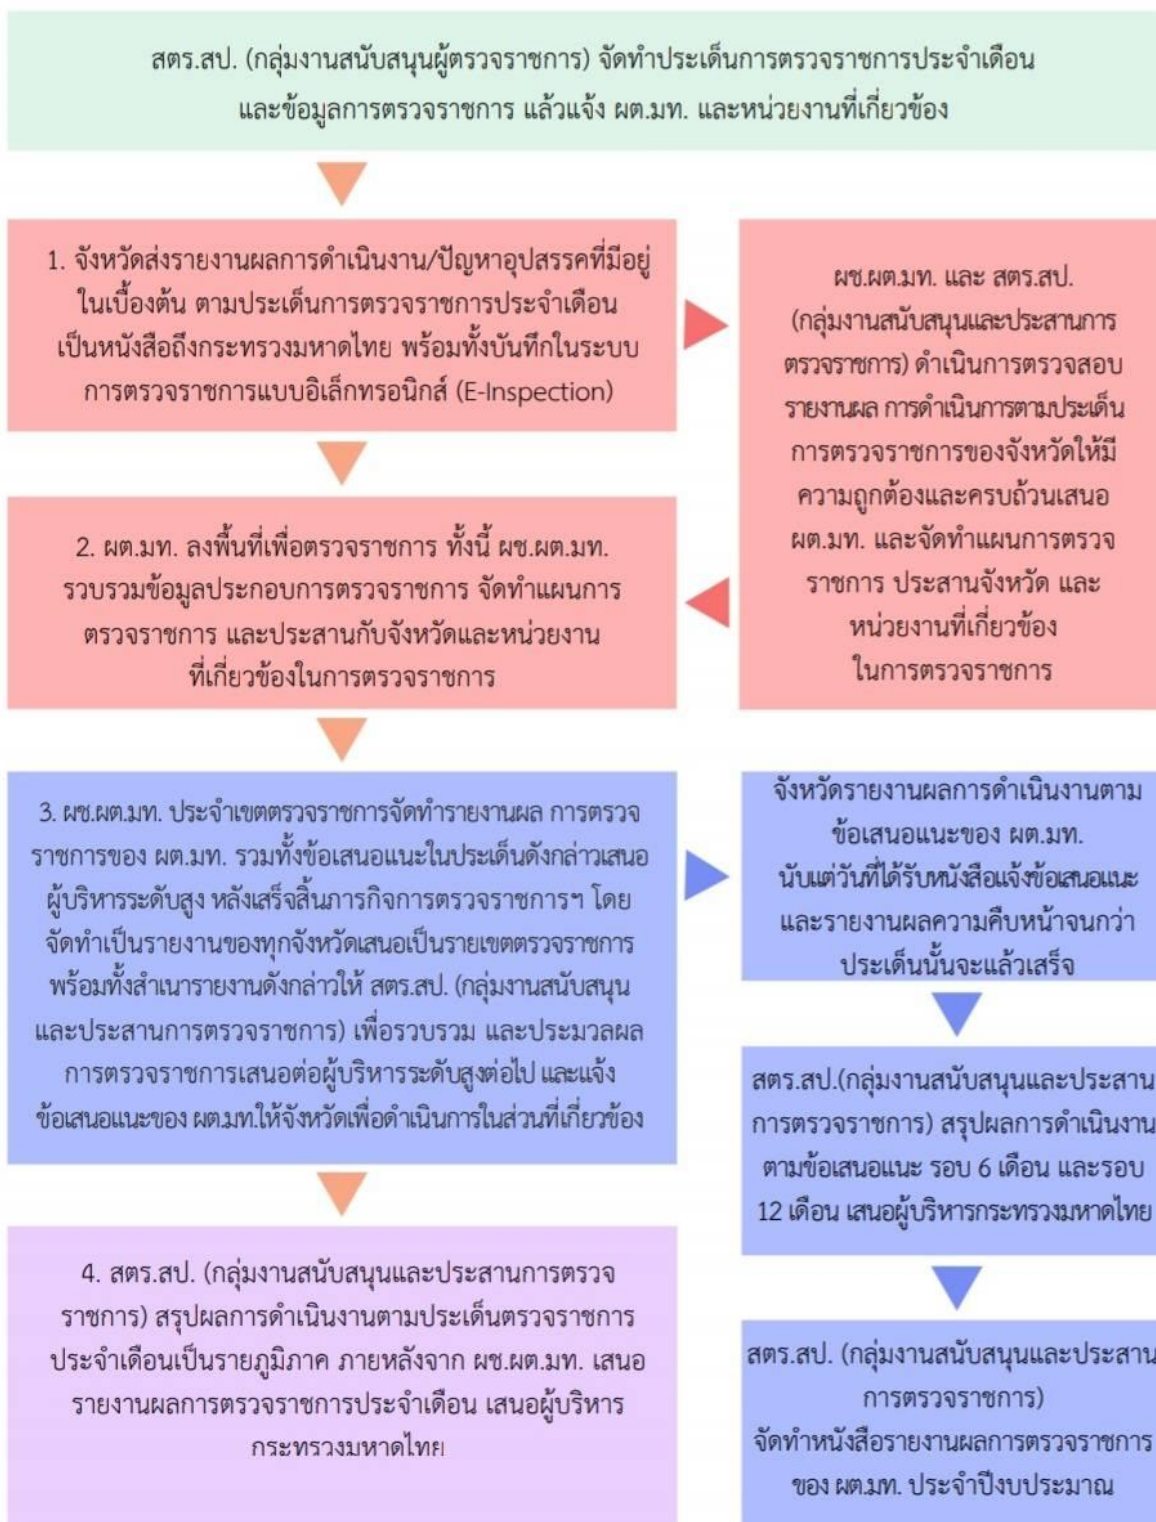 สตร.สป. (กลุ่มงานสนับสนุนผู้ตรวจราชการ) จัดทำประเด็นการตรวจราชการประจำเดือน
และข้อมูลการตรวจราชการ แล้วแจ้ง ผต.มท. และหน่วยงานที่เกี่ยวข้อง
1. จังหวัดส่งรายงานผลการดำเนินงาน/ปัญหาอุปสรรคที่มีอยู่
ในเบื้องต้น ตามประเด็นการตรวจราชการประจำเดือน
เป็นหนังสือถึงกระทรวงมหาดไทย พร้อมทั้งบันทึกในระบบ
การตรวจราชการแบบอิเล็กทรอนิกส์ (E-Inspection)
ผช.ผต.มท. และ สตร.สป.
(กลุ่มงานสนับสนุนและประสานการ
ตรวจราชการ) ดำเนินการตรวจสอบ
รายงานผล การดำเนินการตามประเด็น
การตรวจราชการของจังหวัดให้มี
ความถูกต้องและครบถ้วนเสนอ
ผต.มท. และจัดทำแผนการตรวจ
ราชการ ประสานจังหวัด และ
หน่วยงานที่เกี่ยวข้อง
ในการตรวจราชการ
2. ผต.มท. ลงพื้นที่เพื่อตรวจราชการ ทั้งนี้ ผช.ผต.มท.
รวบรวมข้อมูลประกอบการตรวจราชการ จัดทำแผนการ
ตรวจราชการ และประสานกับจังหวัดและหน่วยงาน
ที่เกี่ยวข้องในการตรวจราชการ
3. ผช.ผต.มท. ประจำเขตตรวจราชการจัดทำรายงานผล การตรวจ
ราชการของ ผต.มท. รวมทั้งข้อเสนอแนะในประเด็นดังกล่าวเสนอ
ผู้บริหารระดับสูง หลังเสร็จสิ้นภารกิจการตรวจราชการฯ โดย
จัดทำเป็นรายงานของทุกจังหวัดเสนอเป็นรายเขตตรวจราชการ
พร้อมทั้งสำเนารายงานดังกล่าวให้ สตร.สป. (กลุ่มงานสนับสนุน
และประสานการตรวจราชการ) เพื่อรวบรวม และประมวลผล
การตรวจราชการเสนอต่อผู้บริหารระดับสูงต่อไป และแจ้ง
ข้อเสนอแนะของ ผต.มท.ให้จังหวัดเพื่อดำเนินการในส่วนที่เกี่ยวข้อง
จังหวัดรายงานผลการดำเนินงานตาม
ข้อเสนอแนะของ ผต.มท.
นับแต่วันที่ได้รับหนังสือแจ้งข้อเสนอแนะ
และรายงานผลความคืบหน้าจนกว่า
ประเด็นนั้นจะแล้วเสร็จ
สตร.สป.(กลุ่มงานสนับสนุนและประสาน
การตรวจราชการ) สรุปผลการดำเนินงาน
ตามข้อเสนอแนะ รอบ 6 เดือน และรอบ
12 เดือน เสนอผู้บริหารกระทรวงมหาดไทย
4. สตร.สป. (กลุ่มงานสนับสนุนและประสานการตรวจ
ราชการ) สรุปผลการดำเนินงานตามประเด็นตรวจราชการ
ประจำเดือนเป็นรายภูมิภาค ภายหลังจาก ผช.ผต.มท. เสนอ
รายงานผลการตรวจราชการประจำเดือน เสนอผู้บริหาร
กระทรวงมหาดไทย
สตร.สป. (กลุ่มงานสนับสนุนและประสาน
การตรวจราชการ)
จัดทำหนังสือรายงานผลการตรวจราชการ
ของ ผต.มท. ประจำปีงบประมาณ